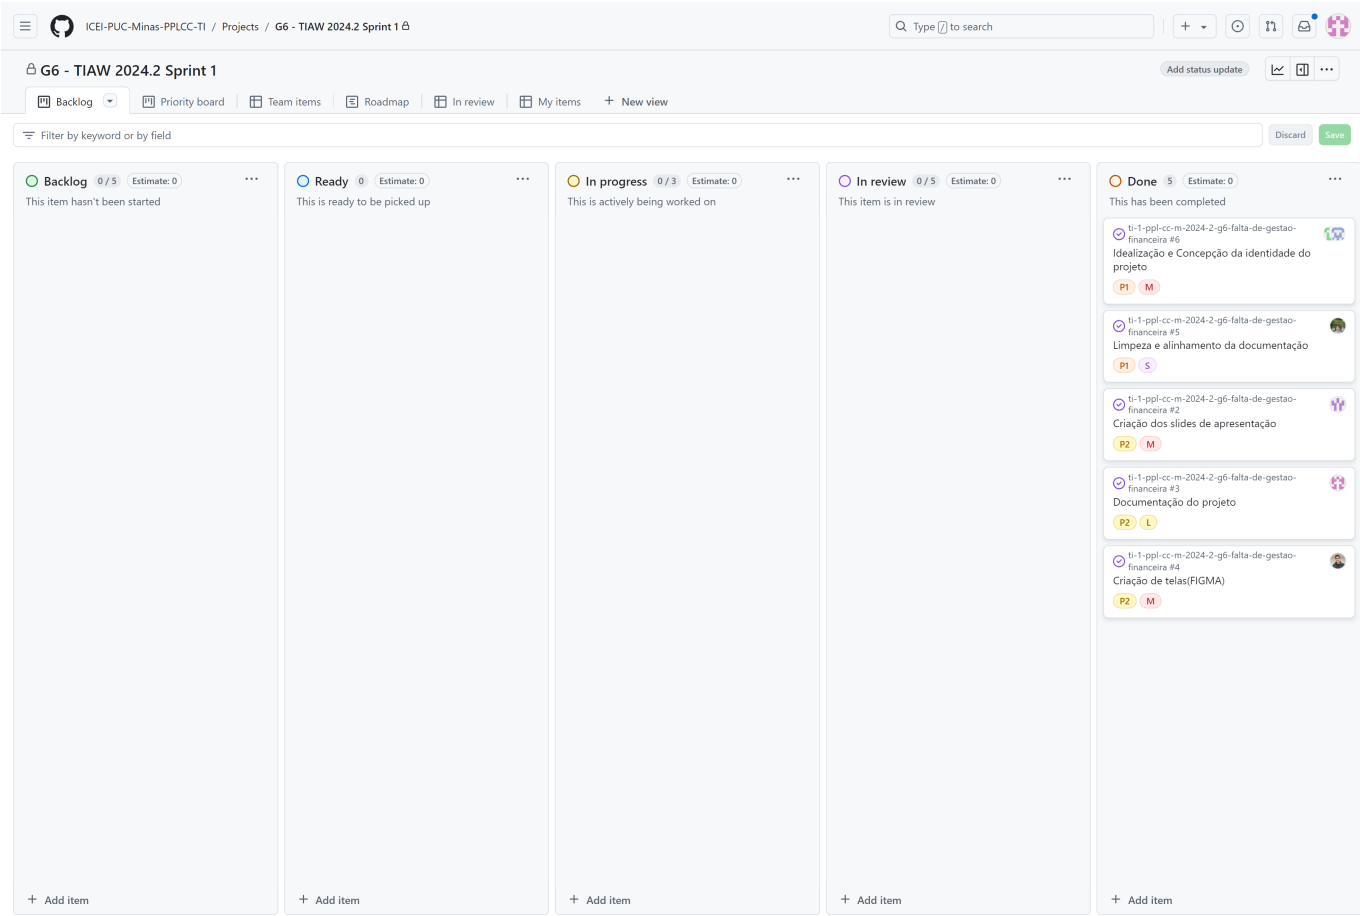 ICEI-PUC-Minas-PPLCC-TI / Projects / G6 - TIAW 2024.2 Sprint 1
Type / to search
G6 - TIAW 2024.2 Sprint 1
Add status update
Backlog
Priority board
Team items
Roadmap
In review
My items
+ New view
Filter by keyword or by field
Discard
Save
Backlog 0 / 5 Estimate: 0
This item hasn't been started
+ Add item
Ready 0 Estimate: 0
This is ready to be picked up
+ Add item
In progress 0 / 3 Estimate: 0
This is actively being worked on
+ Add item
In review 0 / 5 Estimate: 0
This item is in review
+ Add item
Done 5 Estimate: 0
This has been completed
ti-1-ppl-cc-m-2024-2-g6-falta-de-gestao-
financeira #6
Idealização e Concepção da identidade do
projeto
P1 M
ti-1-ppl-cc-m-2024-2-g6-falta-de-gestao-
financeira #5
Limpeza e alinhamento da documentação
P1 S
ti-1-ppl-cc-m-2024-2-g6-falta-de-gestao-
financeira #2
Criação dos slides de apresentação
P2 M
ti-1-ppl-cc-m-2024-2-g6-falta-de-gestao-
financeira #3
Documentação do projeto
P2 L
ti-1-ppl-cc-m-2024-2-g6-falta-de-gestao-
financeira #4
Criação de telas(FIGMA)
P2 M
+ Add item